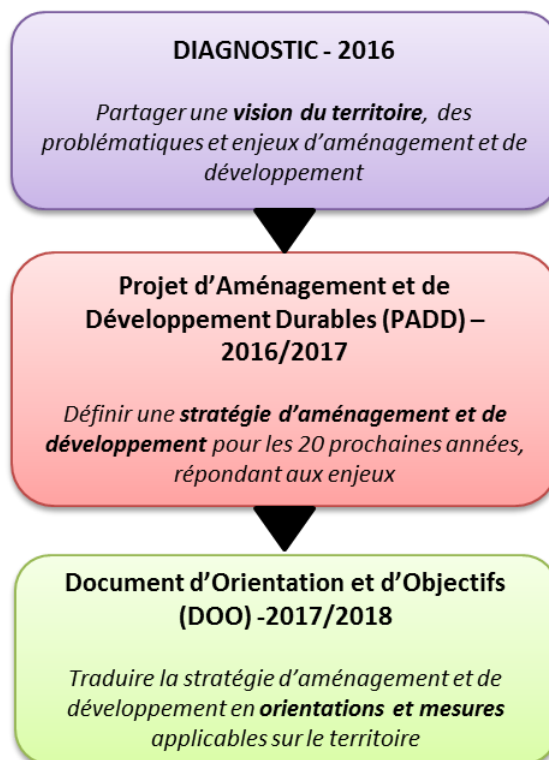 DIAGNOSTIC - 2016
Partager une vision du territoire, des
problématiques et enjeux d’aménagement et de
développement
Projet d’Aménagement et de
Développement Durables (PADD) –
2016/2017
Définir une stratégie d’aménagement et de
développement pour les 20 prochaines années,
répondant aux enjeux
Document d’Orientation et d’Objectifs
(DOO) -2017/2018
Traduire la stratégie d’aménagement et de
développement en orientations et mesures
applicables sur le territoire